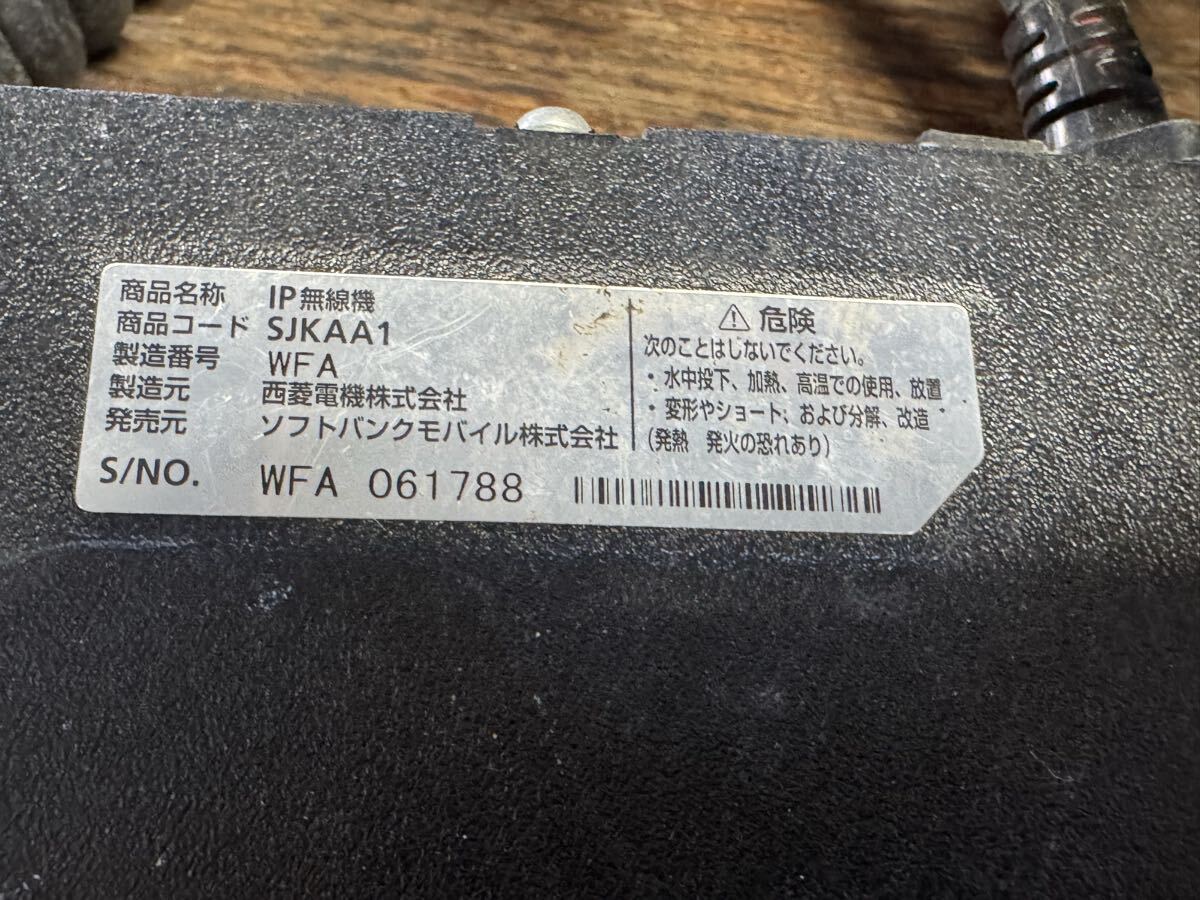 商品名称 IP無線機
商品コード SJKAA1
製造番号 WFA
製造元 西菱電機株式会社
発売元 ソフトバンクモバイル株式会社
S/NO. WFA 061788
⚠危険
次のことはしないでください。
・水中投下、加熱、高温での使用、放置
・変形やショート、および分解、改造
(発熱 発火の恐れあり)